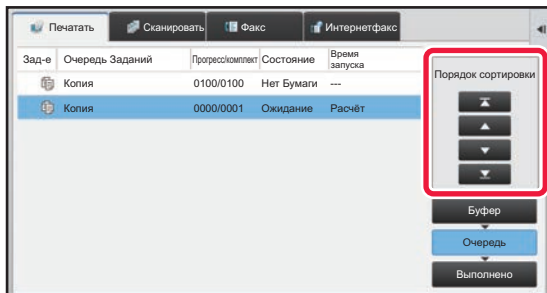 Печатать Сканировать Факс Интернетфакс
Зад-е Очередь Заданий Прогресс/комплект Состояние Время запуска
Копия 0100/0100 Нет Бумаги ---
Копия 0000/0001 Ожидание Расчёт
Порядок сортировки
Буфер
Очередь
Выполнено